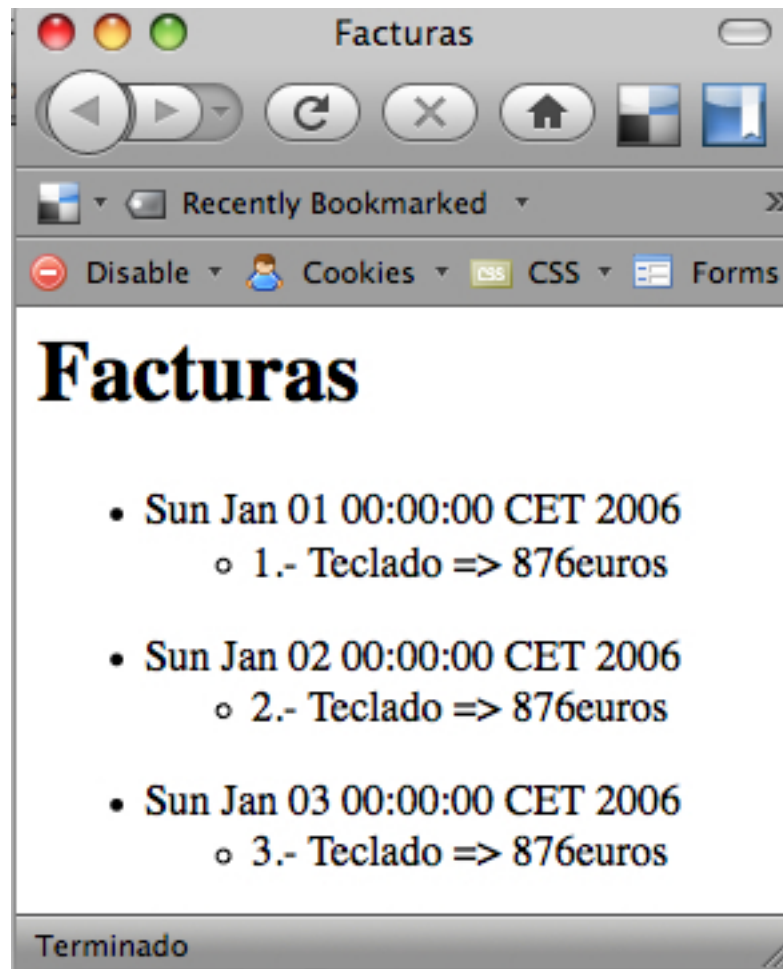 Facturas
Recently Bookmarked
Disable Cookies CSS Forms
Facturas
• Sun Jan 01 00:00:00 CET 2006
◦ 1.- Teclado => 876euros
• Sun Jan 02 00:00:00 CET 2006
◦ 2.- Teclado => 876euros
• Sun Jan 03 00:00:00 CET 2006
◦ 3.- Teclado => 876euros
Terminado